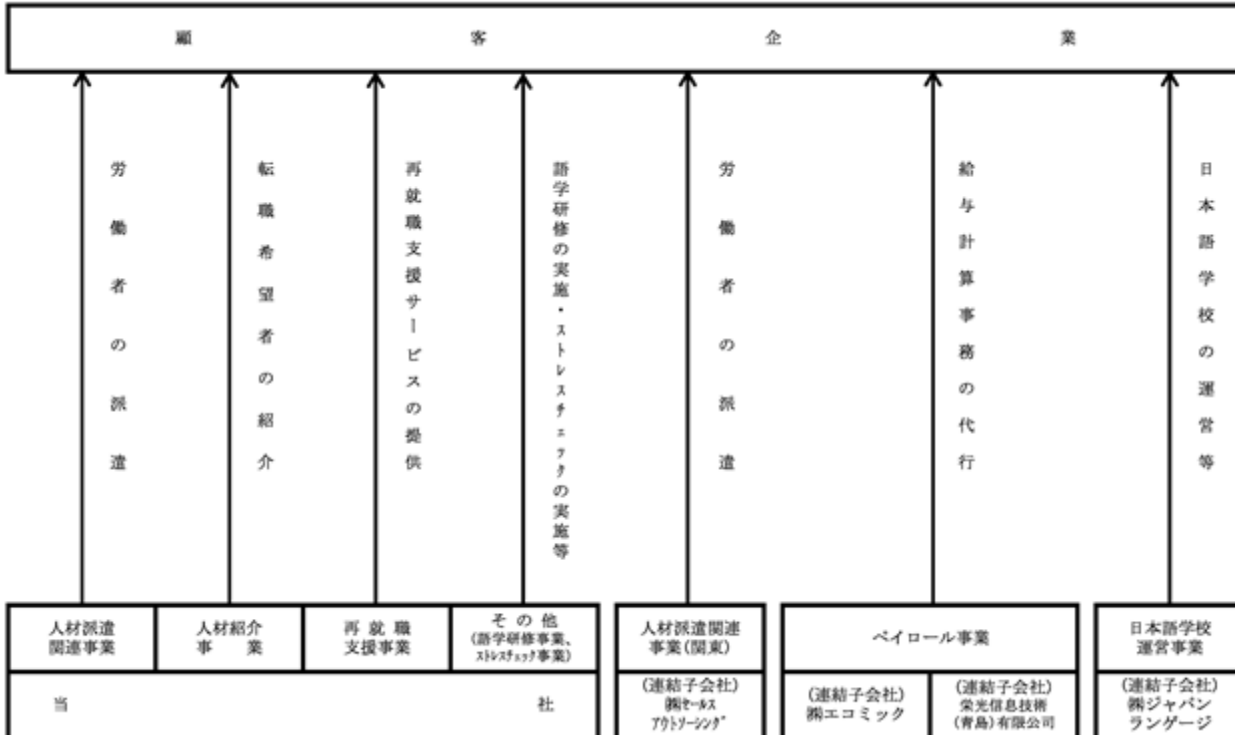 顧客企業
労働者の派遣
転職希望者の紹介
再就職支援サービスの提供
語学研修の実施・ストレスチェックの実施等
労働者の派遣
給与計算事務の代行
日本語学校の運営等
人材派遣
関連事業
人材紹介
事業
再就職
支援事業
その他
(語学研修事業、
ストレスチェック事業)
当社
人材派遣関連
事業(関東)
(連結子会社)
㈱セールス
アウトソーシング
ペイロール事業
(連結子会社)
㈱エコミック
(連結子会社)
栄光信息技術
(青島)有限公司
日本語学校
運営事業
(連結子会社)
㈱ジャパン
ランゲージ